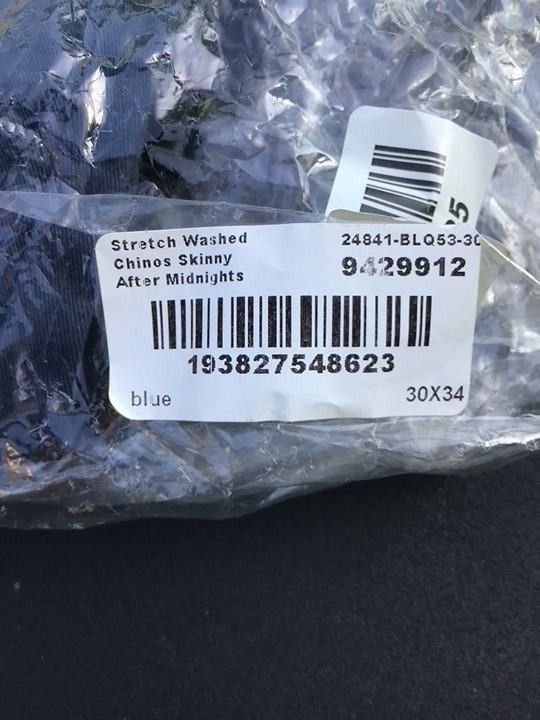 Stretch Washed
Chinos Skinny
After Midnights
24841-BLQ53-30
9429912
193827548623
blue
30X34